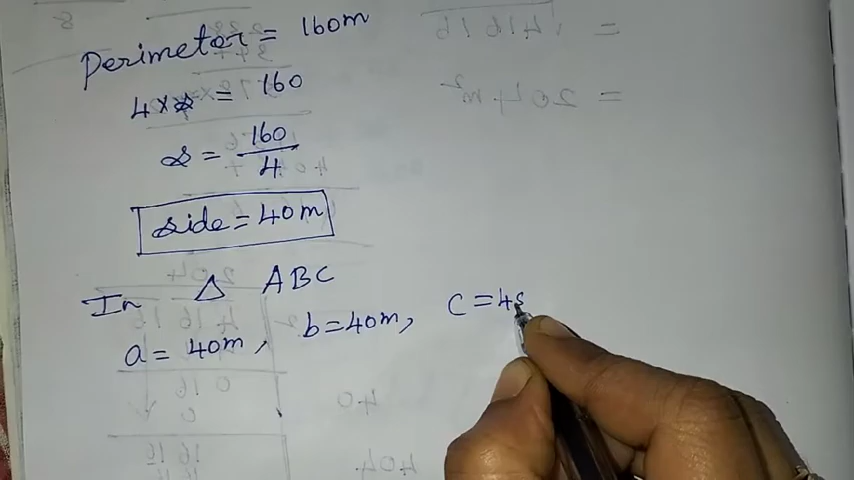 Perimeter = 160m
4 x s = 160
s = 160/4
side = 40m
In △ ABC
a = 40m, b = 40m, c = 48